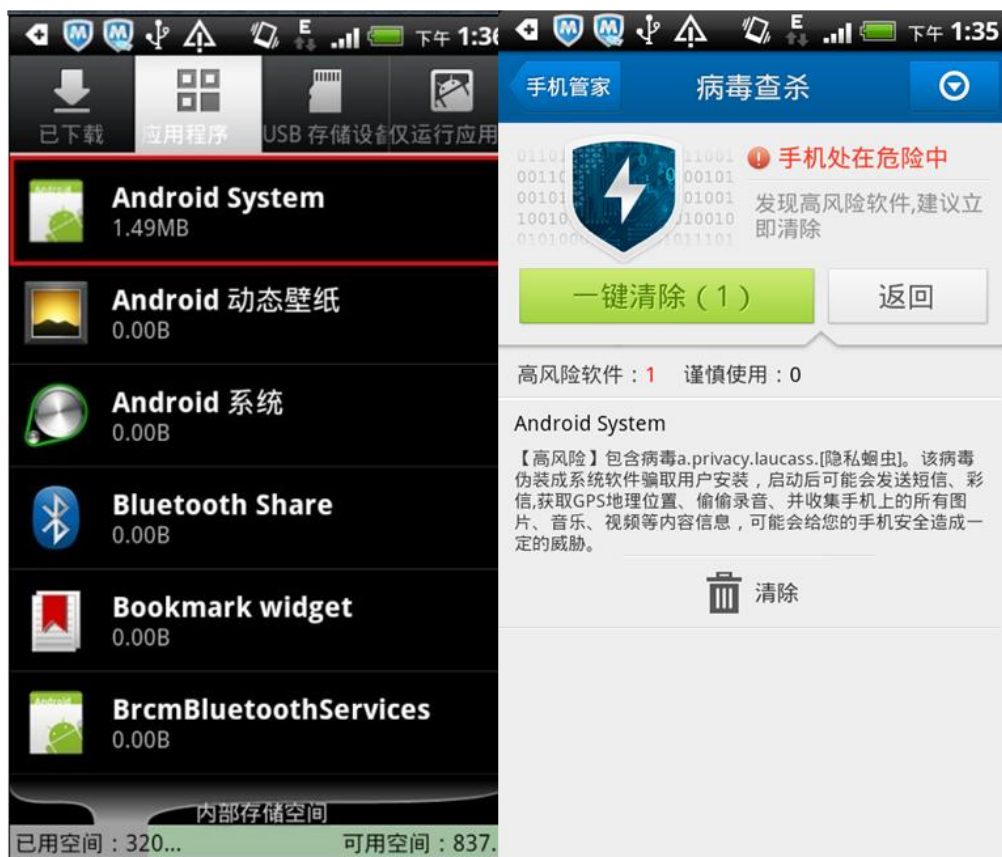 下午 1:36
已下载
应用程序
USB 存储设备
仅运行应用
Android System
1.49MB
Android 动态壁纸
0.00B
Android 系统
0.00B
Bluetooth Share
0.00B
Bookmark widget
0.00B
BrcmBluetoothServices
0.00B
内部存储空间
已用空间：320...
可用空间：837.
E
下午 1:35
手机管家
病毒查杀
手机处在危险中
发现高风险软件,建议立
即清除
一键清除（1）
返回
高风险软件：1 谨慎使用：0
Android System
【高风险】包含病毒a.privacy.laucass.[隐私蛔虫]。该病毒
伪装成系统软件骗取用户安装，启动后可能会发送短信、彩
信,获取GPS地理位置、偷偷录音、并收集手机上的所有图
片、音乐、视频等内容信息，可能会给您的手机安全造成一
定的威胁。
清除